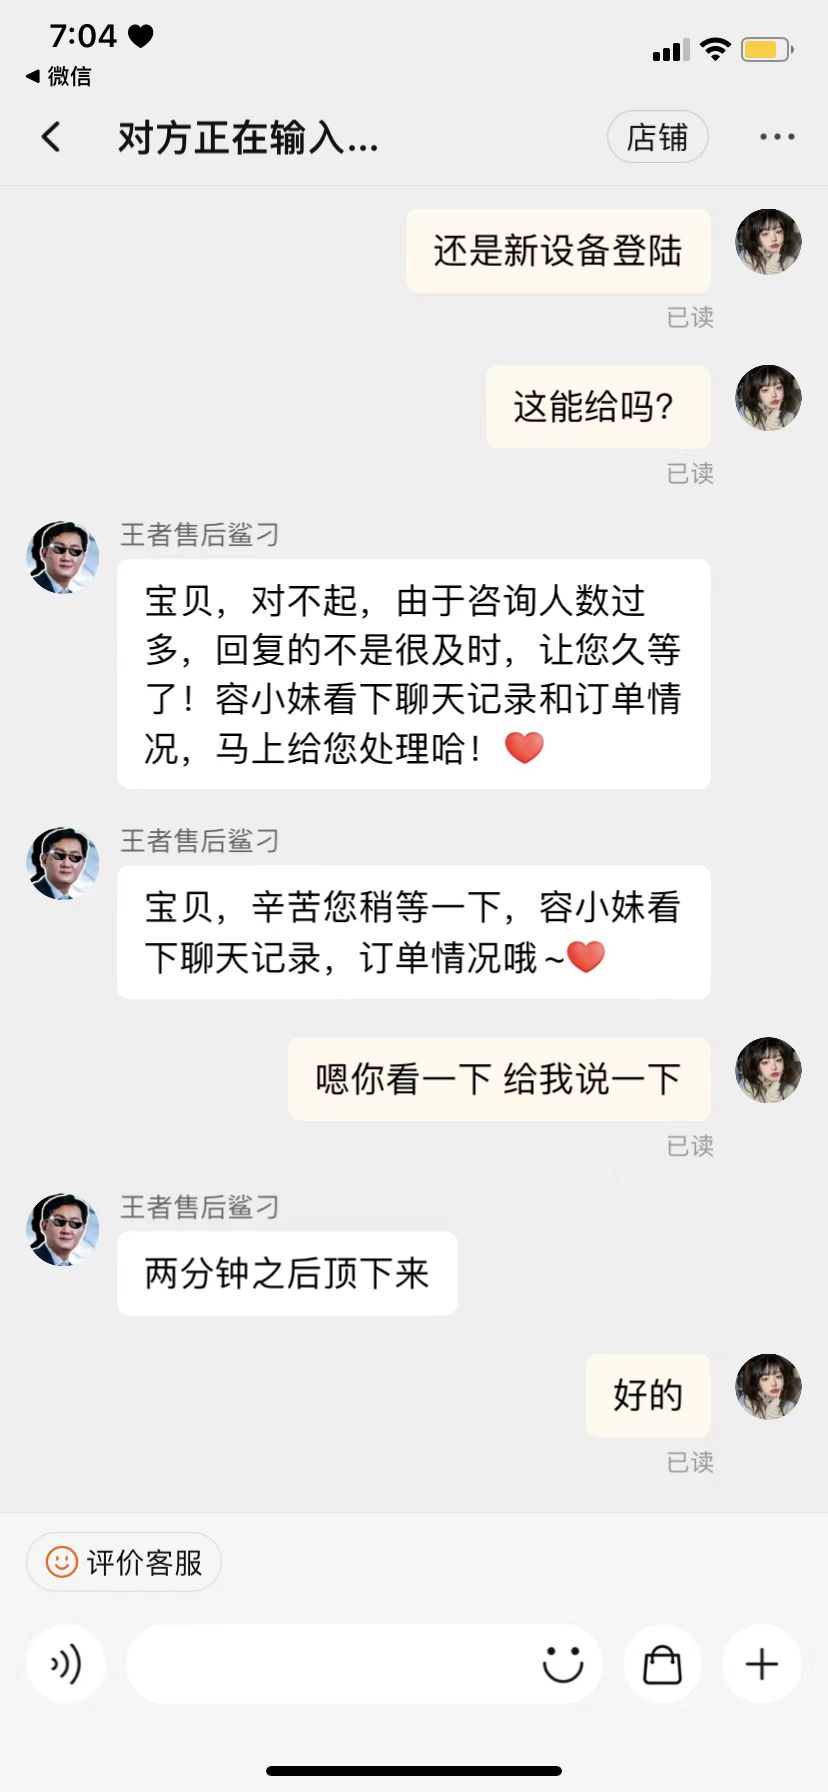 7:04
微信
对方正在输入...
店铺
还是新设备登陆
已读
这能给吗?
已读
王者售后鲨刁
宝贝，对不起，由于咨询人数过
多，回复的不是很及时，让您久等
了！容小妹看下聊天记录和订单情
况，马上给您处理哈！
王者售后鲨刁
宝贝，辛苦您稍等一下，容小妹看
下聊天记录，订单情况哦~
嗯你看一下 给我说一下
已读
王者售后鲨刁
两分钟之后顶下来
好的
已读
评价客服